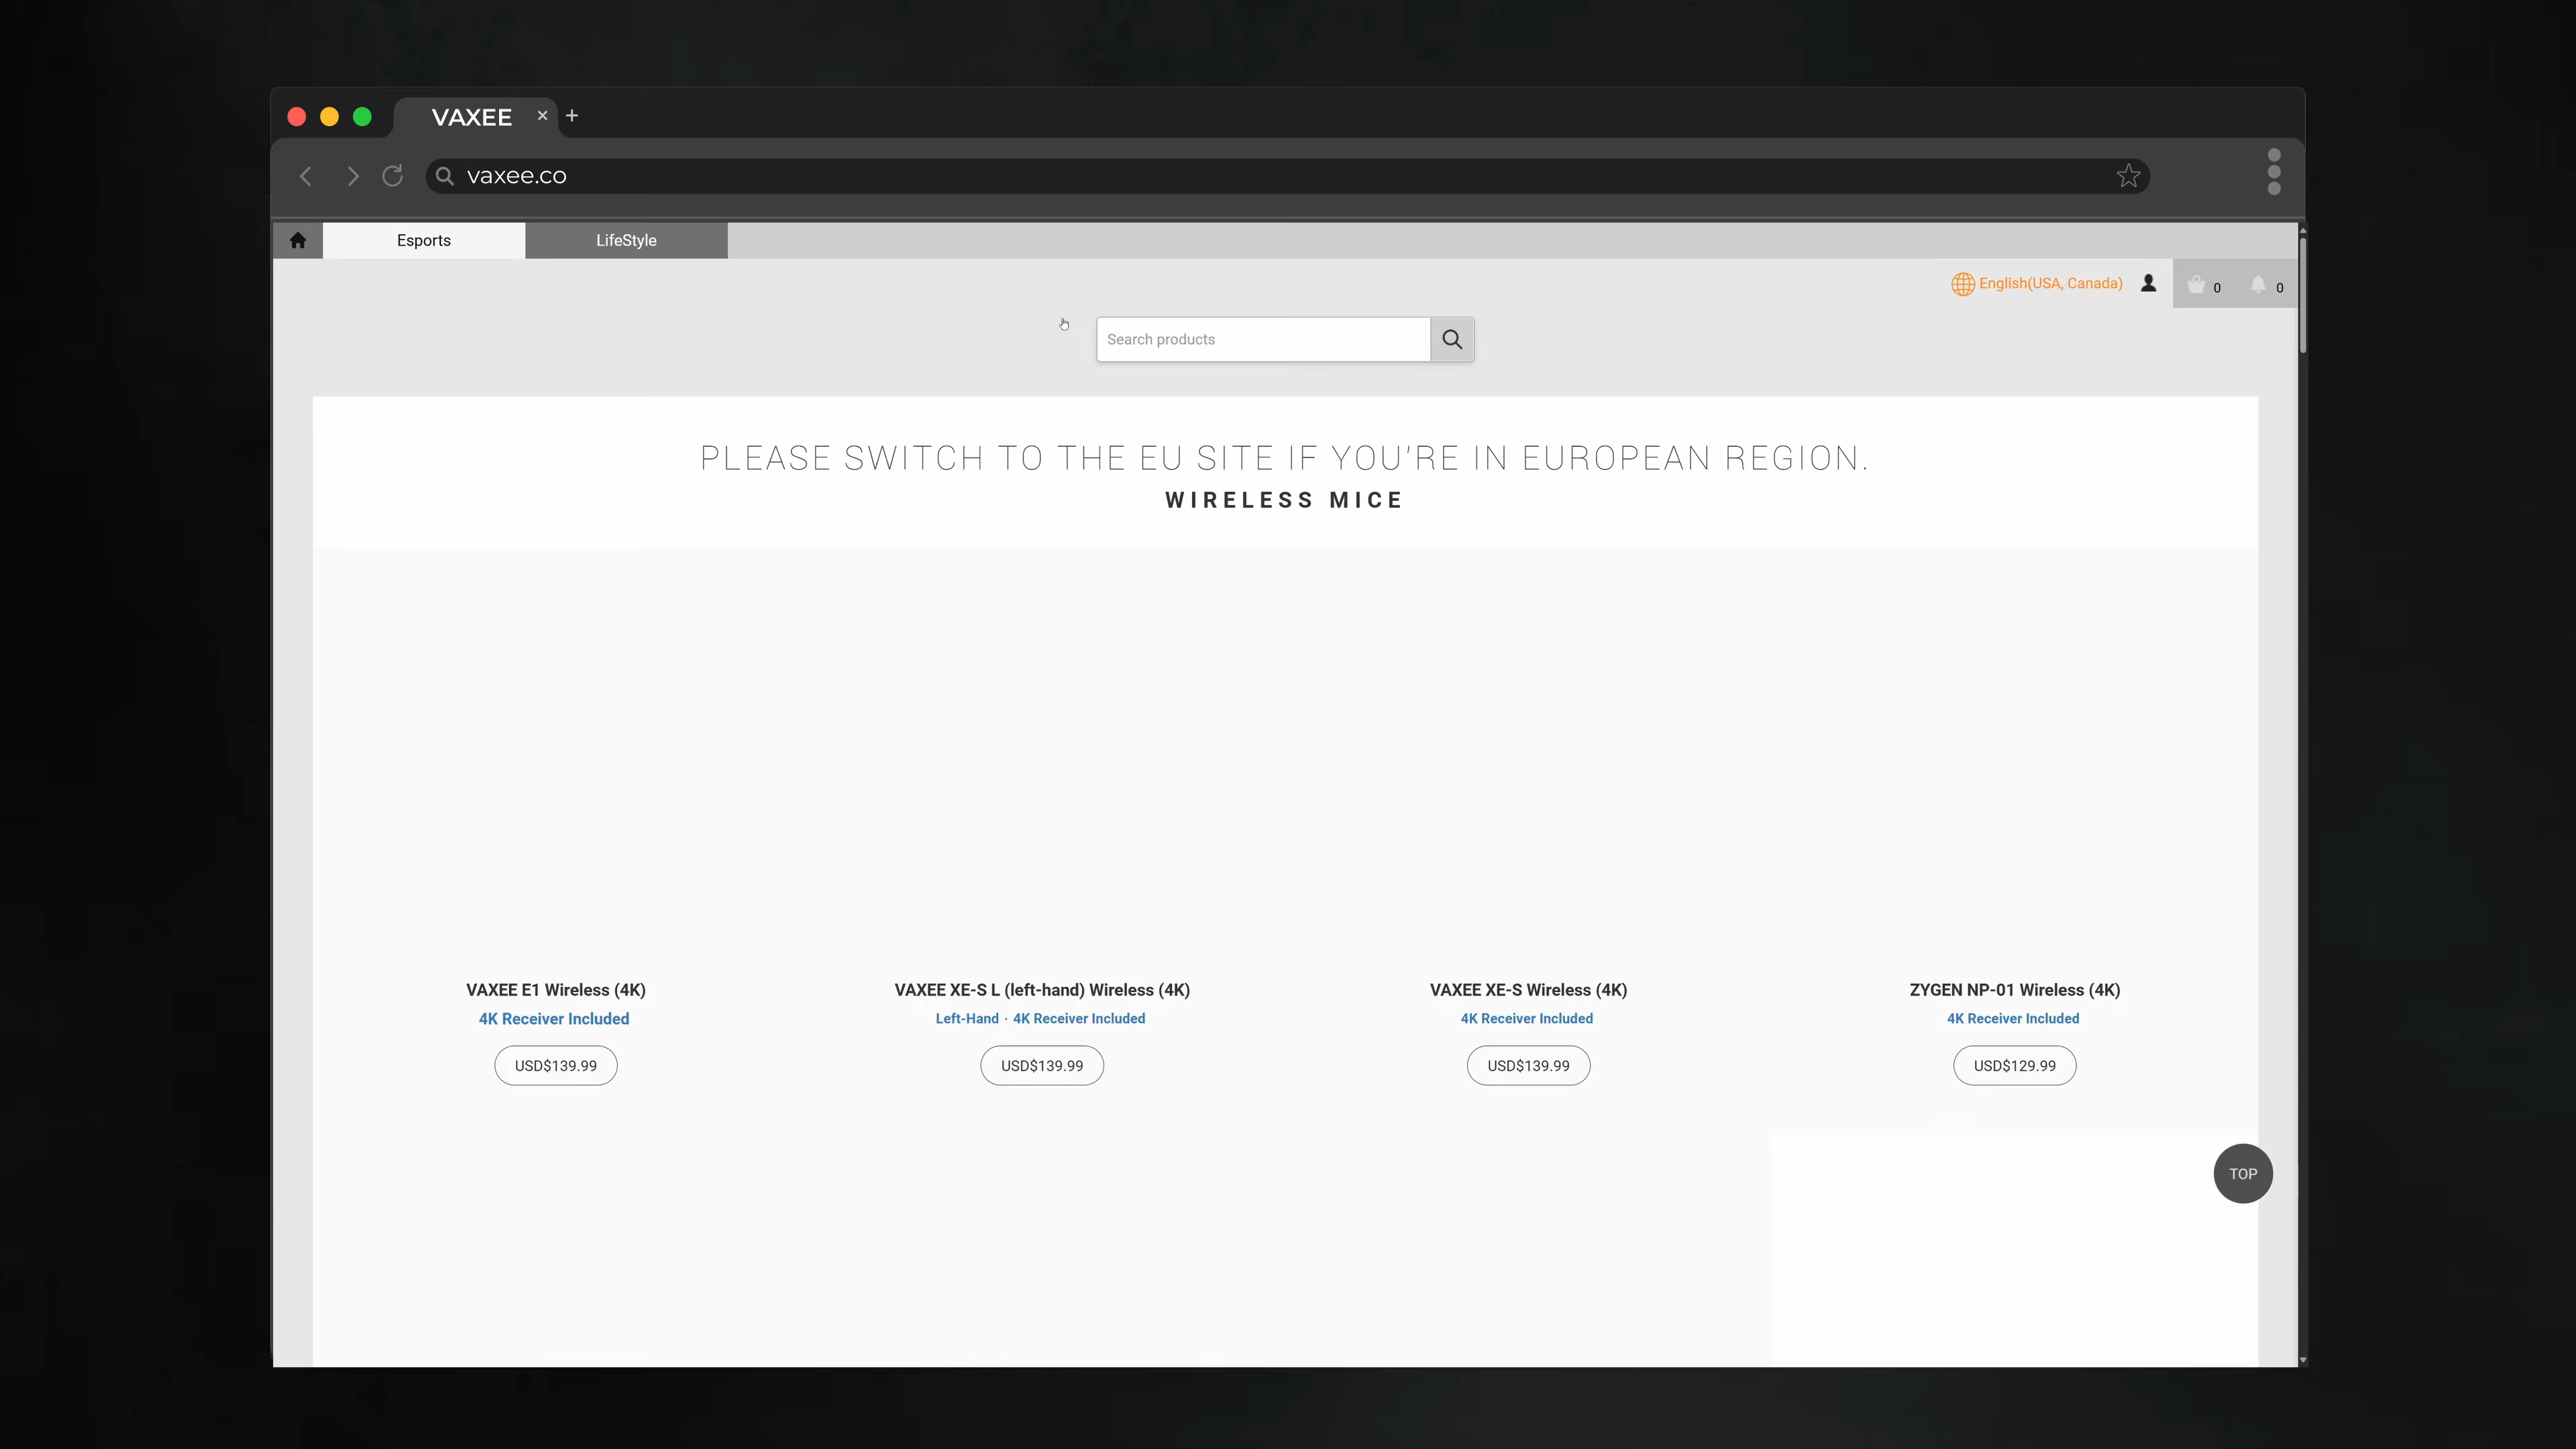 VAXEE
vaxee.co
Esports
LifeStyle
English(USA, Canada)
0
0
Search products
PLEASE SWITCH TO THE EU SITE IF YOU'RE IN EUROPEAN REGION.
WIRELESS MICE
VAXEE E1 Wireless (4K)
4K Receiver Included
USD$139.99
VAXEE XE-S L (left-hand) Wireless (4K)
Left-Hand · 4K Receiver Included
USD$139.99
VAXEE XE-S Wireless (4K)
4K Receiver Included
USD$139.99
ZYGEN NP-01 Wireless (4K)
4K Receiver Included
USD$129.99
TOP